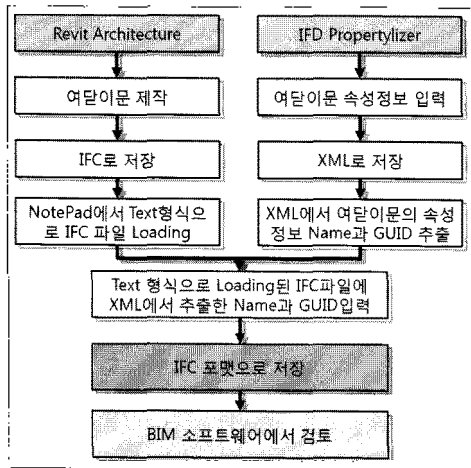 Revit Architecture
여닫이문 제작
IFC로 저장
NotePad에서 Text형식으
로 IFC 파일 Loading
IFD Propertylizer
여닫이문 속성정보 입력
XML로 저장
XML에서 여닫이문의 속성
정보 Name과 GUID 추출
Text 형식으로 Loading된 IFC파일에
XML에서 추출한 Name과 GUID입력
IFC 포맷으로 저장
BIM 소프트웨어에서 검토